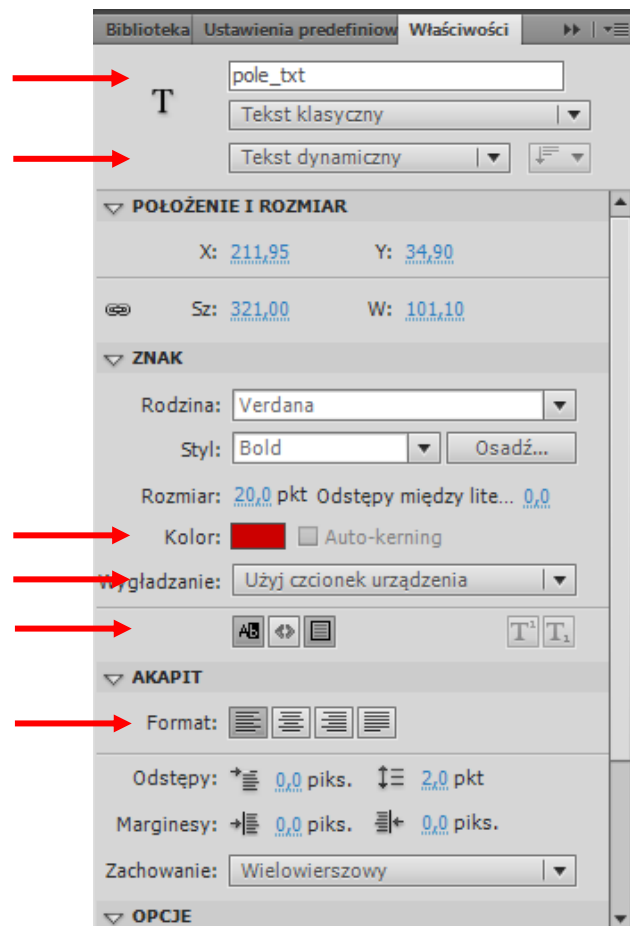 Biblioteka Ustawienia predefiniow Właściwości
pole_txt
T
Tekst klasyczny
Tekst dynamiczny
POŁOŻENIE I ROZMIAR
X: 211,95 Y: 34,90
Sz: 321,00 W: 101,10
ZNAK
Rodzina: Verdana
Styl: Bold Osadź...
Rozmiar: 20,0 pkt Odstępy między lite... 0,0
Kolor: Auto-kerning
Wygładzanie: Użyj czcionek urządzenia
AB T¹ T₁
AKAPIT
Format:
Odstępy: 0,0 piks. 2,0 pkt
Marginesy: 0,0 piks. 0,0 piks.
Zachowanie: Wielowierszowy
OPCJE